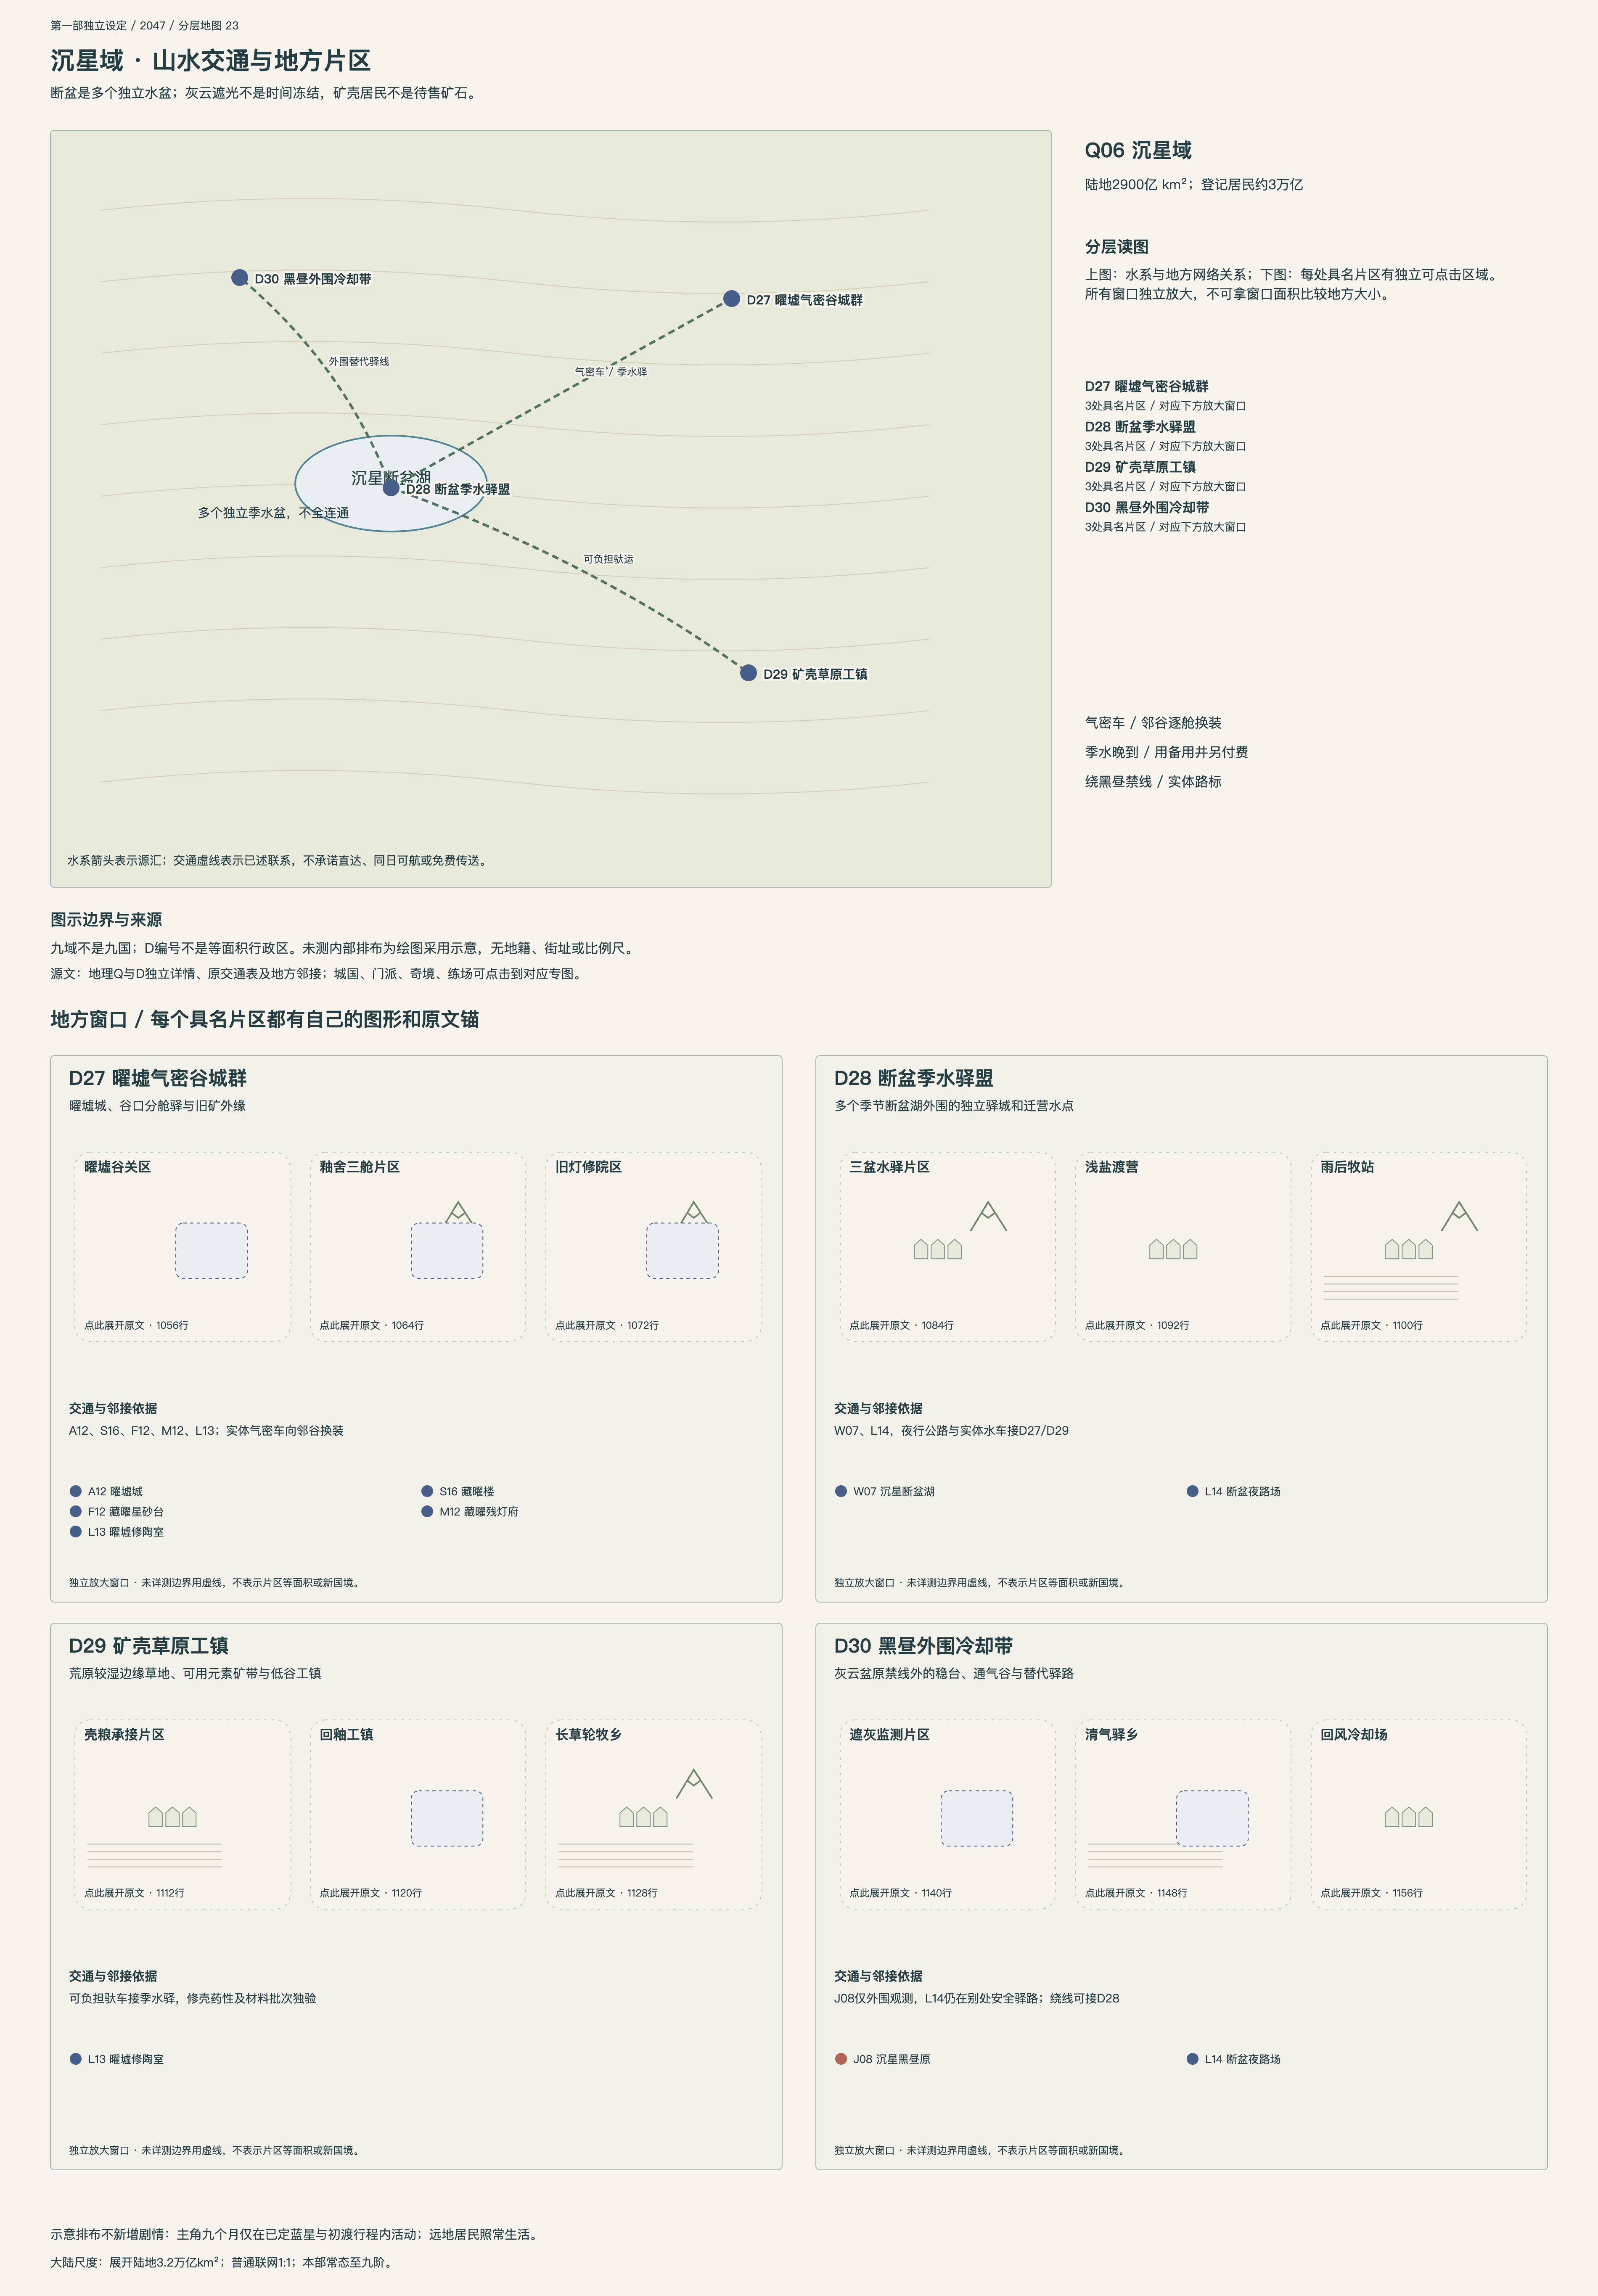 第一部独立设定 / 2047 / 分层地图 23
沉星域 · 山水交通与地方片区
断盆是多个独立水盆；灰云遮光不是时间冻结，矿壳居民不是待售矿石。
D30 黑昼外围冷却带
D27 曜墟气密谷城群
外围替代驿线
气密车 / 季水驿
沉星断盆湖
D28 断盆季水驿盟
多个独立季水盆，不全连通
可负担驮运
D29 矿壳草原工镇
水系箭头表示源汇；交通虚线表示已述联系，不承诺直达、同日可航或免费传送。
Q06 沉星域
陆地2900亿 km²；登记居民约3万亿
分层读图
上图：水系与地方网络关系；下图：每处具名片区有独立可点击区域。
所有窗口独立放大，不可拿窗口面积比较地方大小。
D27 曜墟气密谷城群
3处具名片区 / 对应下方放大窗口
D28 断盆季水驿盟
3处具名片区 / 对应下方放大窗口
D29 矿壳草原工镇
3处具名片区 / 对应下方放大窗口
D30 黑昼外围冷却带
3处具名片区 / 对应下方放大窗口
气密车 / 邻谷逐舱换装
季水晚到 / 用备用井另付费
绕黑昼禁线 / 实体路标
图示边界与来源
九域不是九国；D编号不是等面积行政区。未测内部排布为绘图采用示意，无地籍、街址或比例尺。
源文：地理Q与D独立详情、原交通表及地方邻接；城国、门派、奇境、练场可点击到对应专图。
地方窗口 / 每个具名片区都有自己的图形和原文锚
D27 曜墟气密谷城群
曜墟城、谷口分舱驿与旧矿外缘
曜墟谷关区
釉舍三舱片区
旧灯修院区
点此展开原文 · 1056行
点此展开原文 · 1064行
点此展开原文 · 1072行
交通与邻接依据
A12、S16、F12、M12、L13；实体气密车向邻谷换装
A12 曜墟城
S16 藏曜楼
F12 藏曜星砂台
M12 藏曜残灯府
L13 曜墟修陶室
独立放大窗口 · 未详测边界用虚线，不表示片区等面积或新国境。
D28 断盆季水驿盟
多个季节断盆湖外围的独立驿城和迁营水点
三盆水驿片区
浅盐渡营
雨后牧站
点此展开原文 · 1084行
点此展开原文 · 1092行
点此展开原文 · 1100行
交通与邻接依据
W07、L14，夜行公路与实体水车接D27/D29
W07 沉星断盆湖
L14 断盆夜路场
独立放大窗口 · 未详测边界用虚线，不表示片区等面积或新国境。
D29 矿壳草原工镇
荒原较湿边缘草地、可用元素矿带与低谷工镇
壳粮承接片区
回釉工镇
长草轮牧乡
点此展开原文 · 1112行
点此展开原文 · 1120行
点此展开原文 · 1128行
交通与邻接依据
可负担驮车接季水驿，修壳药性及材料批次独验
L13 曜墟修陶室
独立放大窗口 · 未详测边界用虚线，不表示片区等面积或新国境。
D30 黑昼外围冷却带
灰云盆原禁线外的稳台、通气谷与替代驿路
遮灰监测片区
清气驿乡
回风冷却场
点此展开原文 · 1140行
点此展开原文 · 1148行
点此展开原文 · 1156行
交通与邻接依据
J08仅外围观测，L14仍在别处安全驿路；绕线可接D28
J08 沉星黑昼原
L14 断盆夜路场
独立放大窗口 · 未详测边界用虚线，不表示片区等面积或新国境。
示意排布不新增剧情：主角九个月仅在已定蓝星与初渡行程内活动；远地居民照常生活。
大陆尺度：展开陆地3.2万亿km²；普通联网1:1；本部常态至九阶。